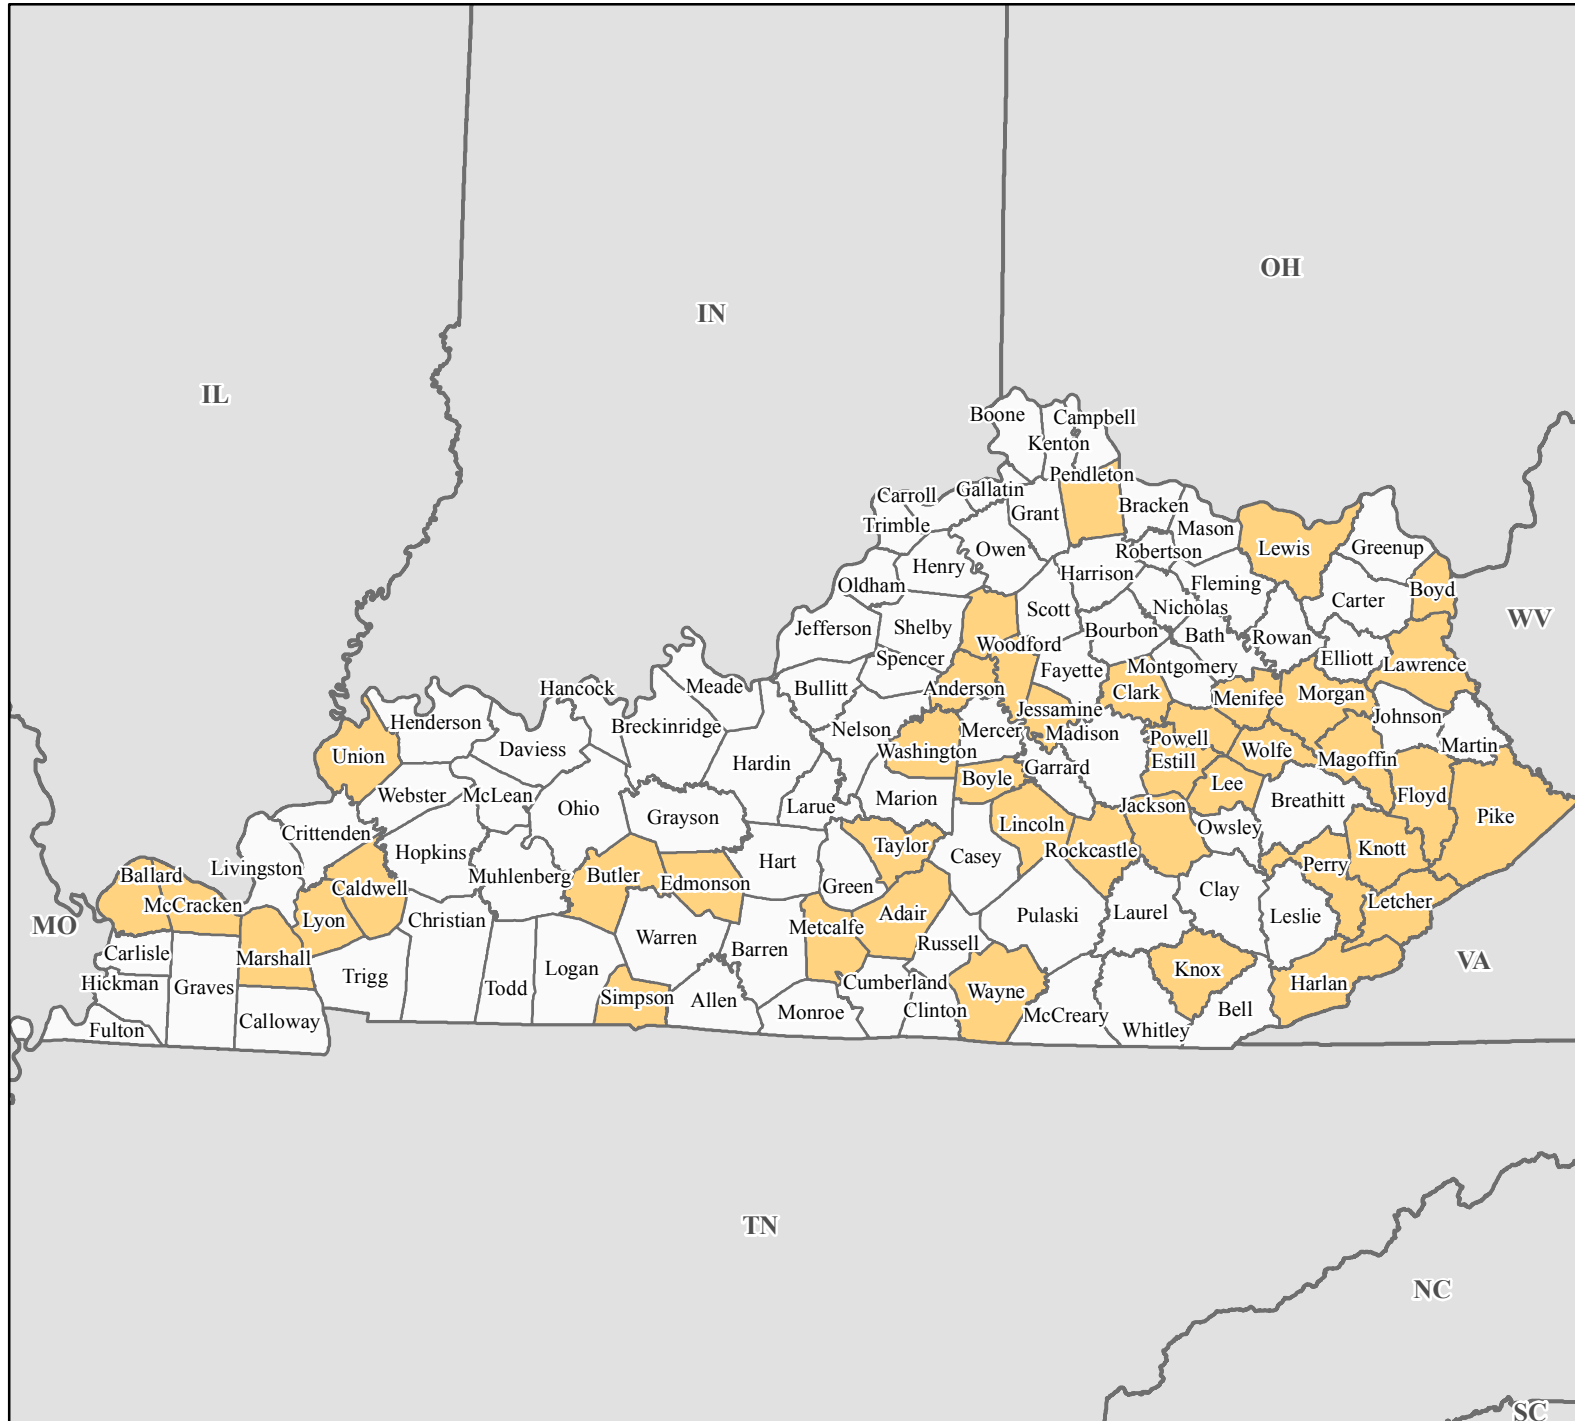 OH
IN
IL
Boone
Campbell
Kenton
Pendleton
Gallatin
Carroll
Grant
Bracken
Trimble
Mason
Owen
Robertson
Lewis
Greenup
Henry
Harrison
Oldham
Fleming
Boyd
Carter
Scott
Nicholas
WV
Jefferson
Shelby
Bourbon
Bath
Rowan
Woodford
Spencer
Elliott
Fayette
Montgomery
Lawrence
Hancock
Meade
Bullitt
Anderson
Clark
Menifee
Morgan
Jessamine
Henderson
Breckinridge
Nelson
Mercer
Madison
Johnson
Daviess
Washington
Powell
Wolfe
Martin
Union
Hardin
Estill
Magoffin
Garrard
Boyle
Lee
Webster
McLean
Ohio
Larue
Marion
Jackson
Breathitt
Floyd
Grayson
Pike
Crittenden
Lincoln
Owsley
Hopkins
Taylor
Rockcastle
Knott
Livingston
Hart
Casey
Perry
Ballard
Muhlenberg
Butler
Edmonson
Green
Caldwell
Clay
McCracken
Letcher
MO
Lyon
Christian
Metcalfe
Adair
Pulaski
Laurel
Leslie
Warren
Russell
Carlisle
Marshall
Barren
VA
Hickman
Graves
Trigg
Logan
Knox
Todd
Simpson
Allen
Cumberland
Wayne
Harlan
Fulton
Calloway
Monroe
Clinton
McCreary
Bell
Whitley
TN
NC
SC